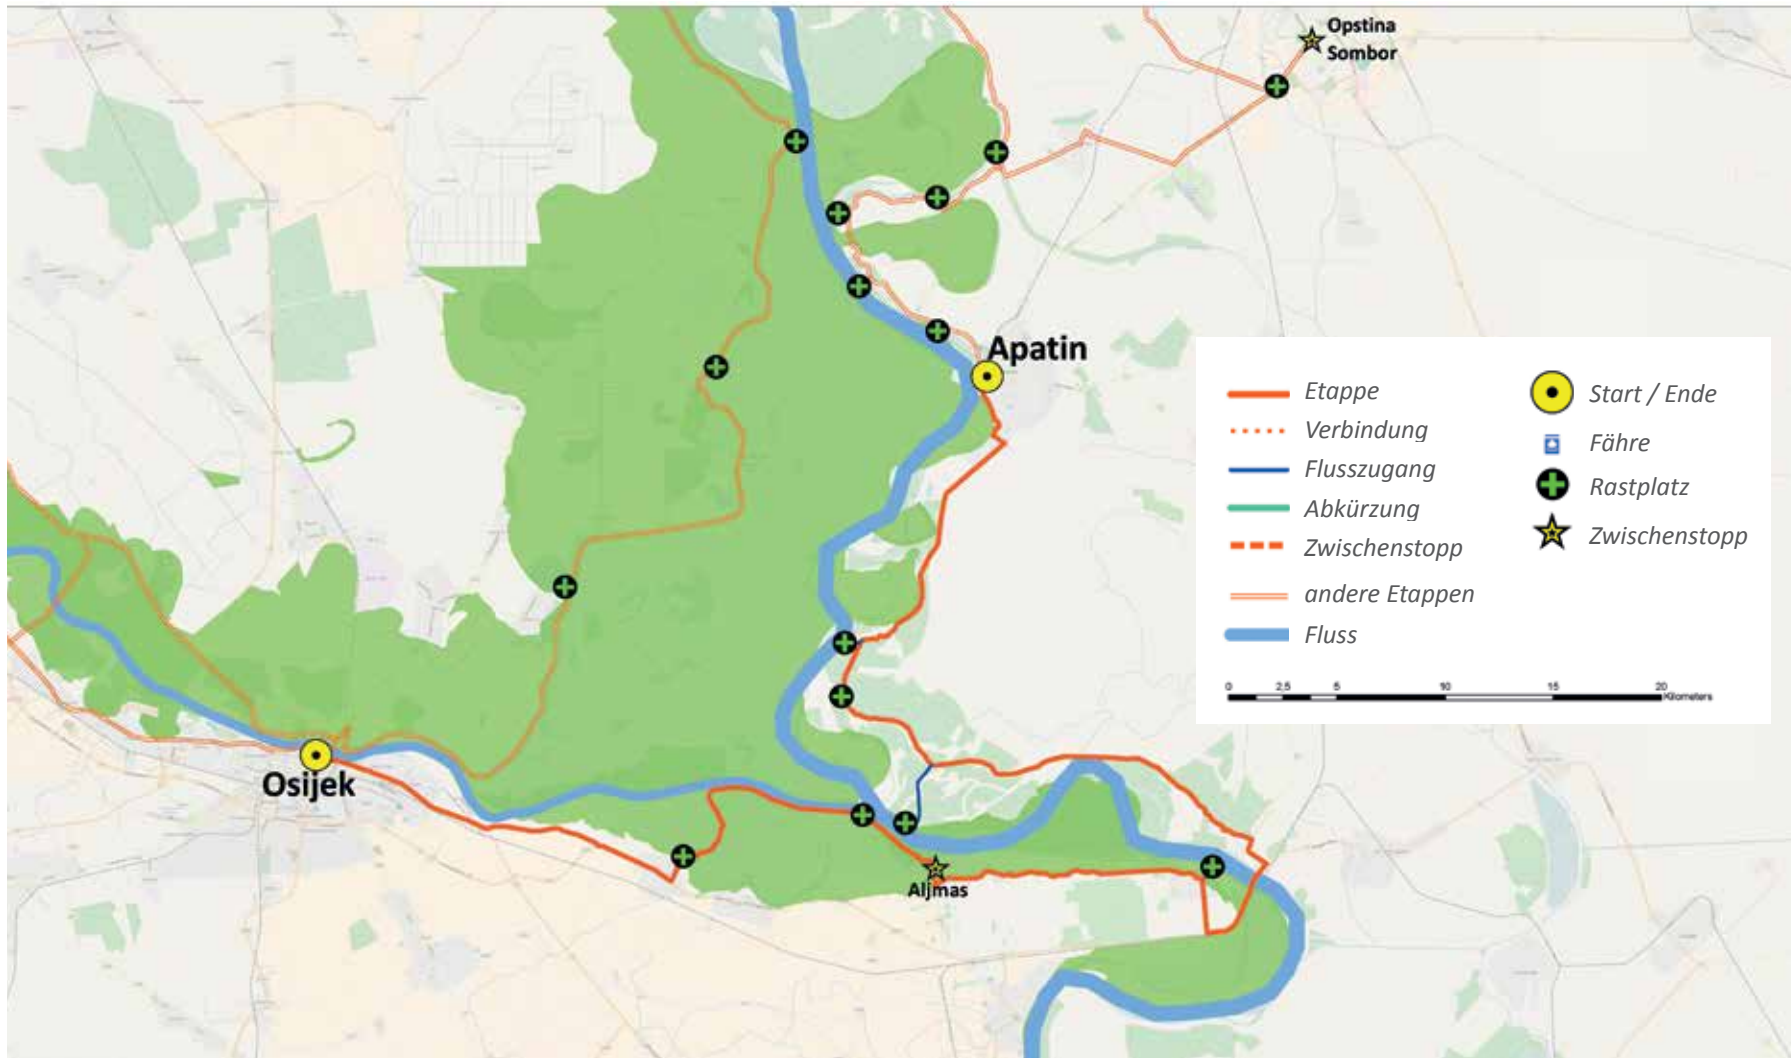 Opstina
Sombor
Apatin
Osijek
Aljmas
Etappe
Verbindung
Flusszugang
Abkürzung
Zwischenstopp
andere Etappen
Fluss
Start / Ende
Fähre
Rastplatz
Zwischenstopp
0 2,5 5 10 15 20
Kilometers